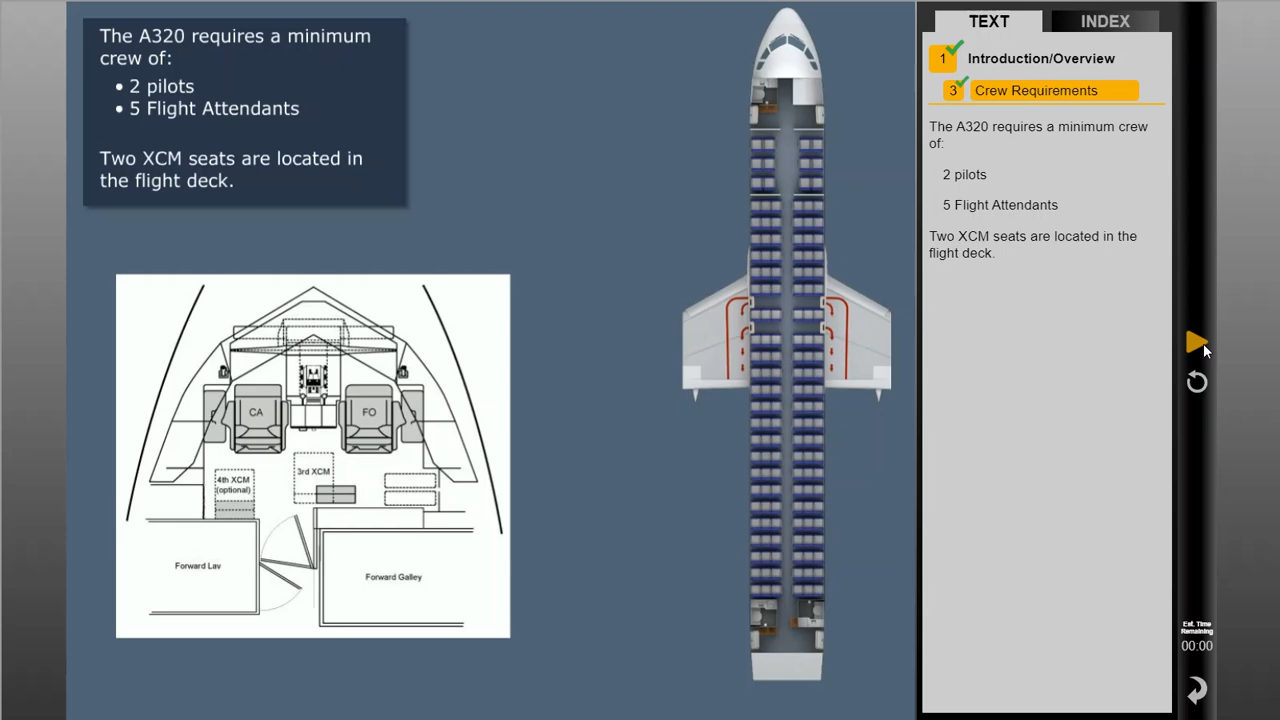 The A320 requires a minimum
crew of:
• 2 pilots
• 5 Flight Attendants
Two XCM seats are located in
the flight deck.
CA
FO
3rd XCM
4th XCM
(optional)
Forward Lav
Forward Galley
TEXT
INDEX
1
Introduction/Overview
3
Crew Requirements
The A320 requires a minimum crew
of:
2 pilots
5 Flight Attendants
Two XCM seats are located in the
flight deck.
Est. Time
Remaining
00:00